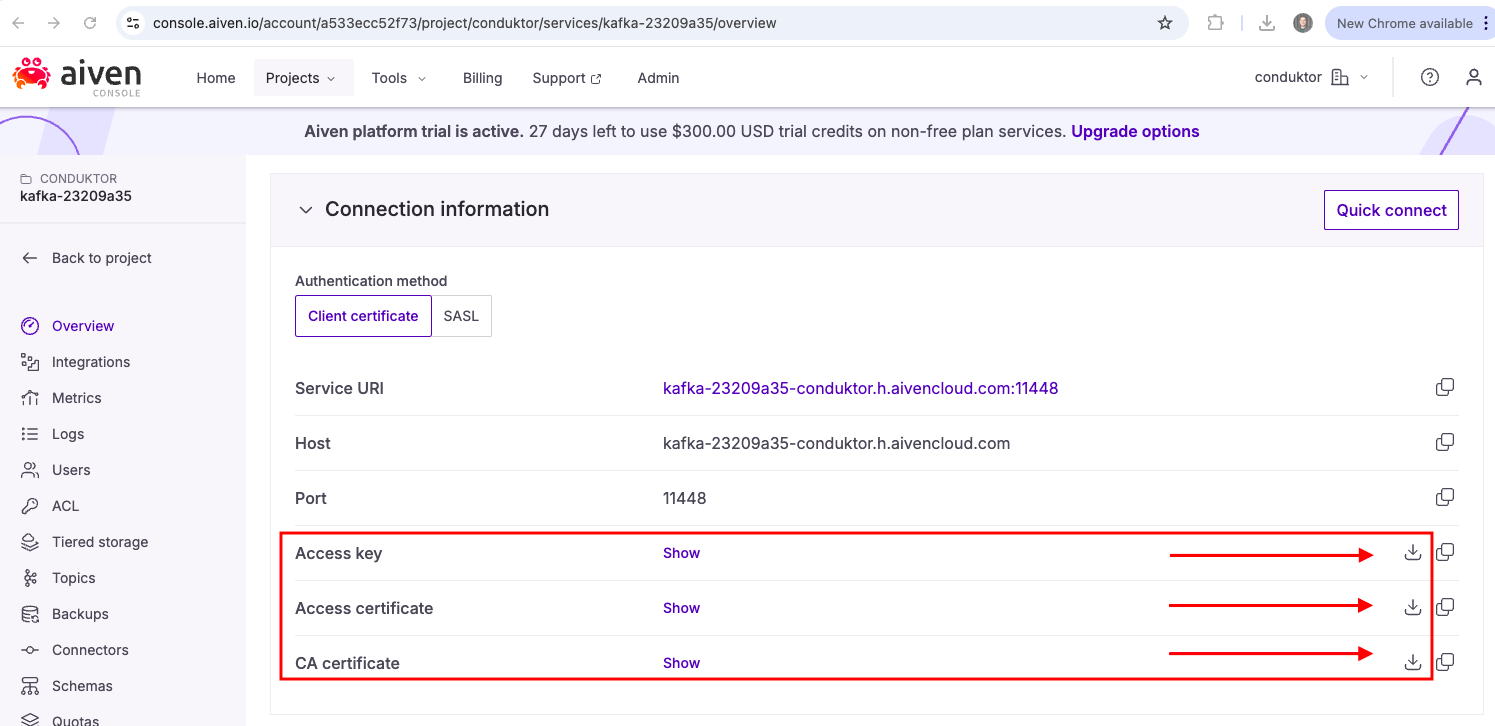 console.aiven.io/account/a533ecc52f73/project/conduktor/services/kafka-23209a35/overview
New Chrome available
aiven
CONSOLE
Home
Projects
Tools
Billing
Support
Admin
conduktor
Aiven platform trial is active. 27 days left to use $300.00 USD trial credits on non-free plan services. Upgrade options
CONDUKTOR
kafka-23209a35
Back to project
Overview
Integrations
Metrics
Logs
Users
ACL
Tiered storage
Topics
Backups
Connectors
Schemas
Quotas
Connection information
Quick connect
Authentication method
Client certificate SASL
Service URI kafka-23209a35-conduktor.h.aivencloud.com:11448
Host kafka-23209a35-conduktor.h.aivencloud.com
Port 11448
Access key Show
Access certificate Show
CA certificate Show